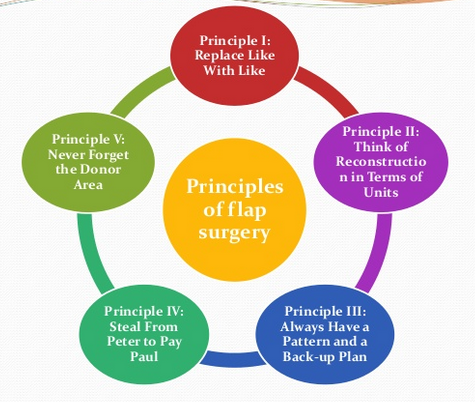 Principle I:
Replace Like
With Like
Principle II:
Think of
Reconstructio
n in Terms of
Units
Principle III:
Always Have a
Pattern and a
Back-up Plan
Principle IV:
Steal From
Peter to Pay
Paul
Principle V:
Never Forget
the Donor
Area
Principles
of flap
surgery